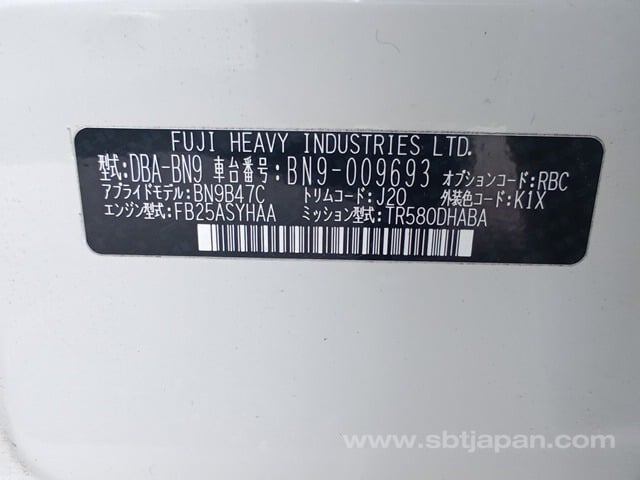 FUJI HEAVY INDUSTRIES LTD.
型式:DBA-BN9 車台番号:BN9-009693 オプションコード:RBC
アプライドモデル:BN9B47C トリムコード:J20 外装色コード:K1X
エンジン型式:FB25ASYHAA ミッション型式:TR580DHABA
www.sbtjapan.com